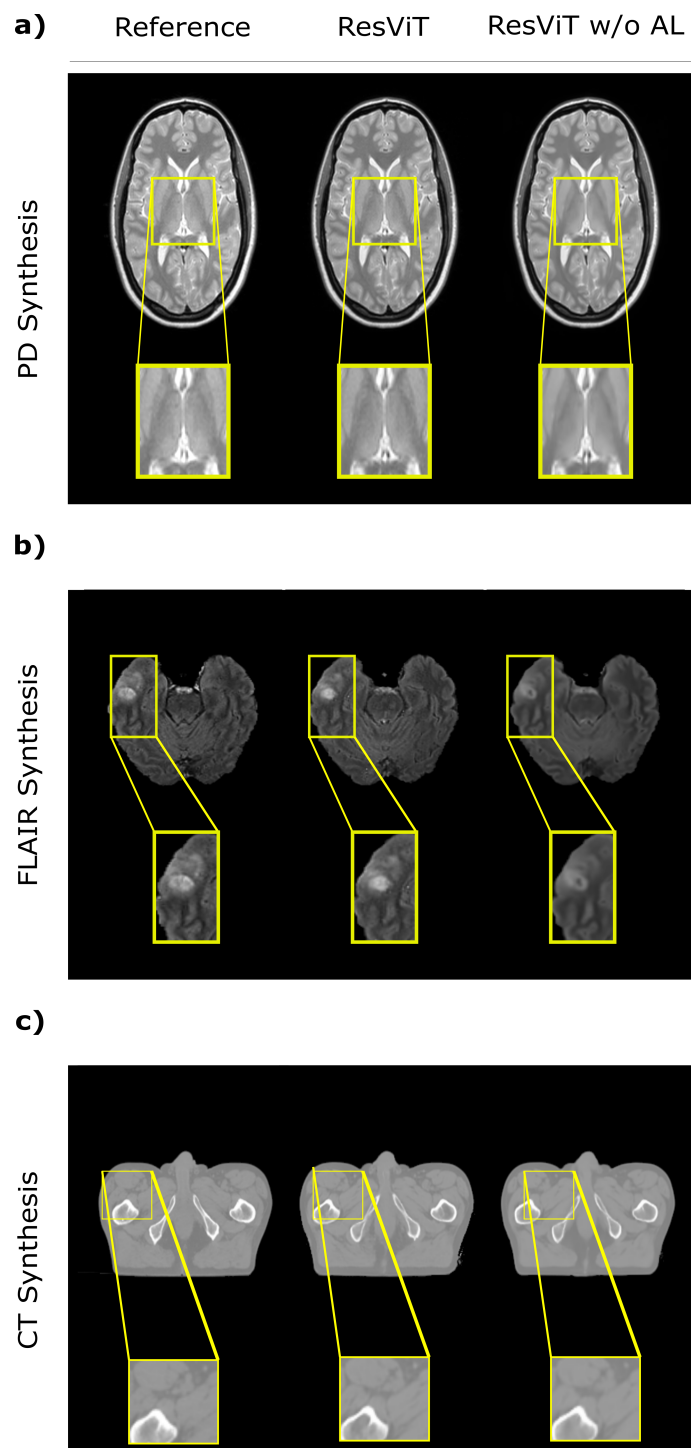 a)
Reference
ResViT
ResViT w/o AL
PD Synthesis
b)
FLAIR Synthesis
c)
CT Synthesis